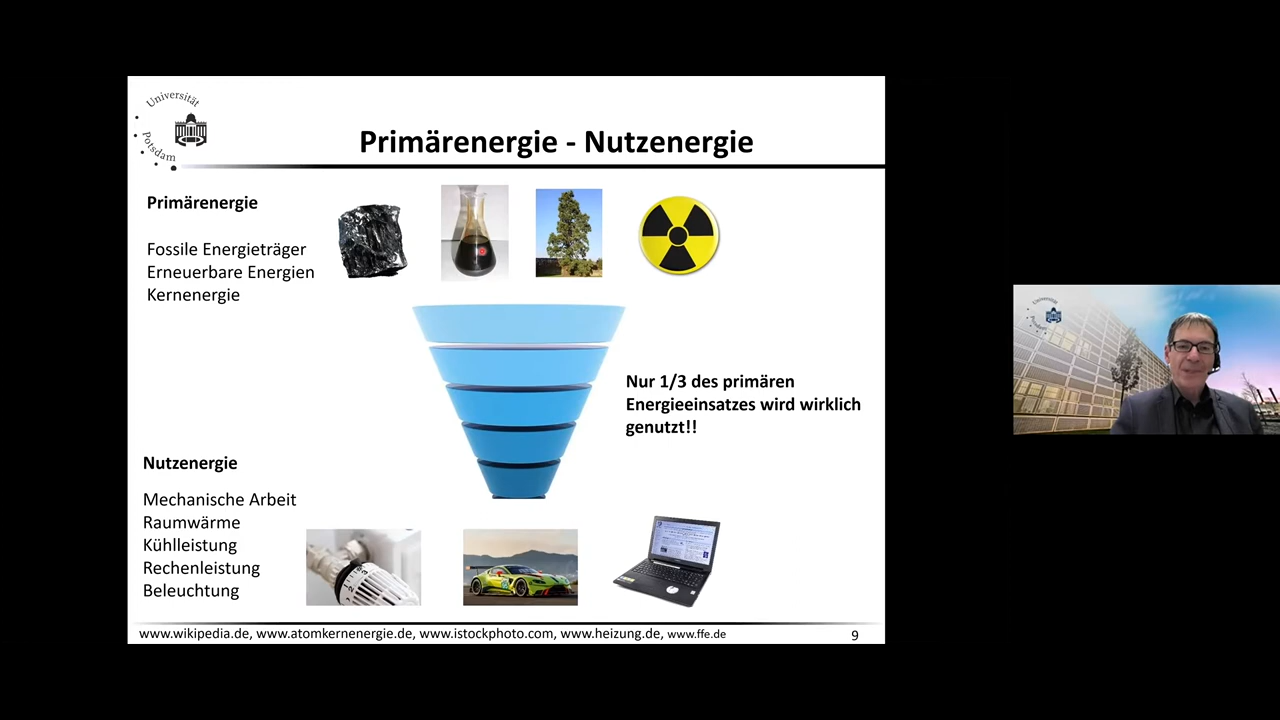 Universität
Potsdam
Primärenergie - Nutzenergie
Primärenergie
Fossile Energieträger
Erneuerbare Energien
Kernenergie
Nur 1/3 des primären
Energieeinsatzes wird wirklich
genutzt!!
Nutzenergie
Mechanische Arbeit
Raumwärme
Kühlleistung
Rechenleistung
Beleuchtung
www.wikipedia.de, www.atomkernenergie.de, www.istockphoto.com, www.heizung.de, www.ffe.de
9
Universität
Potsdam